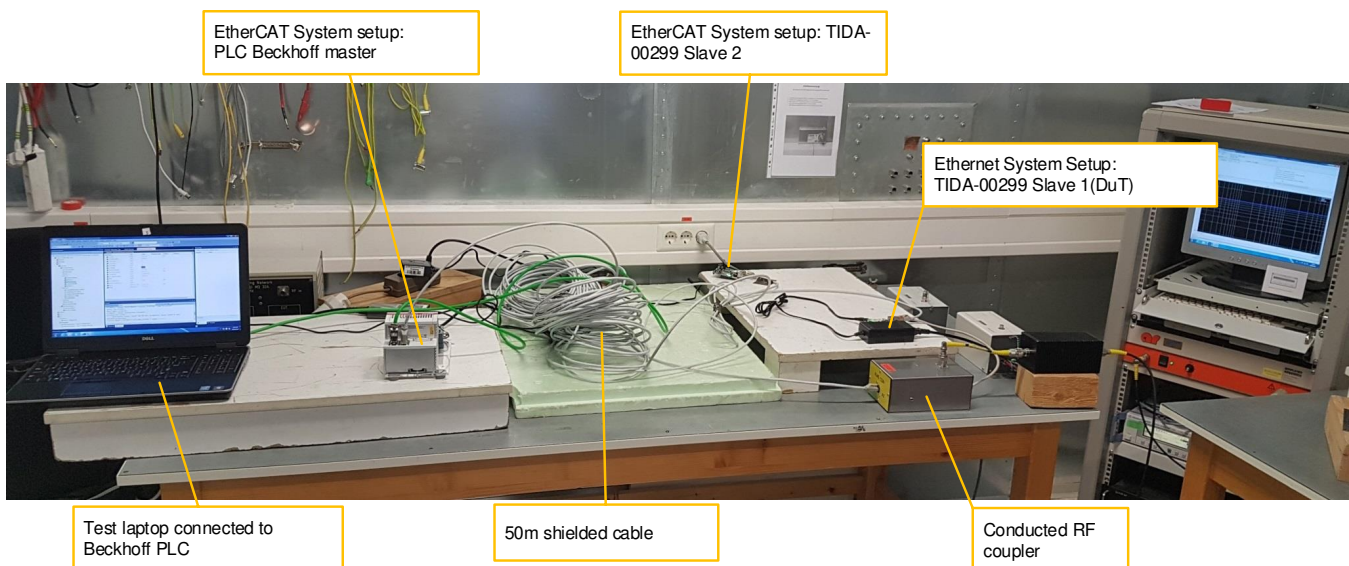 EtherCAT System setup:
PLC Beckhoff master
EtherCAT System setup: TIDA-
00299 Slave 2
Ethernet System Setup:
TIDA-00299 Slave 1(DuT)
DELL
Test laptop connected to
Beckhoff PLC
50m shielded cable
Conducted RF
coupler